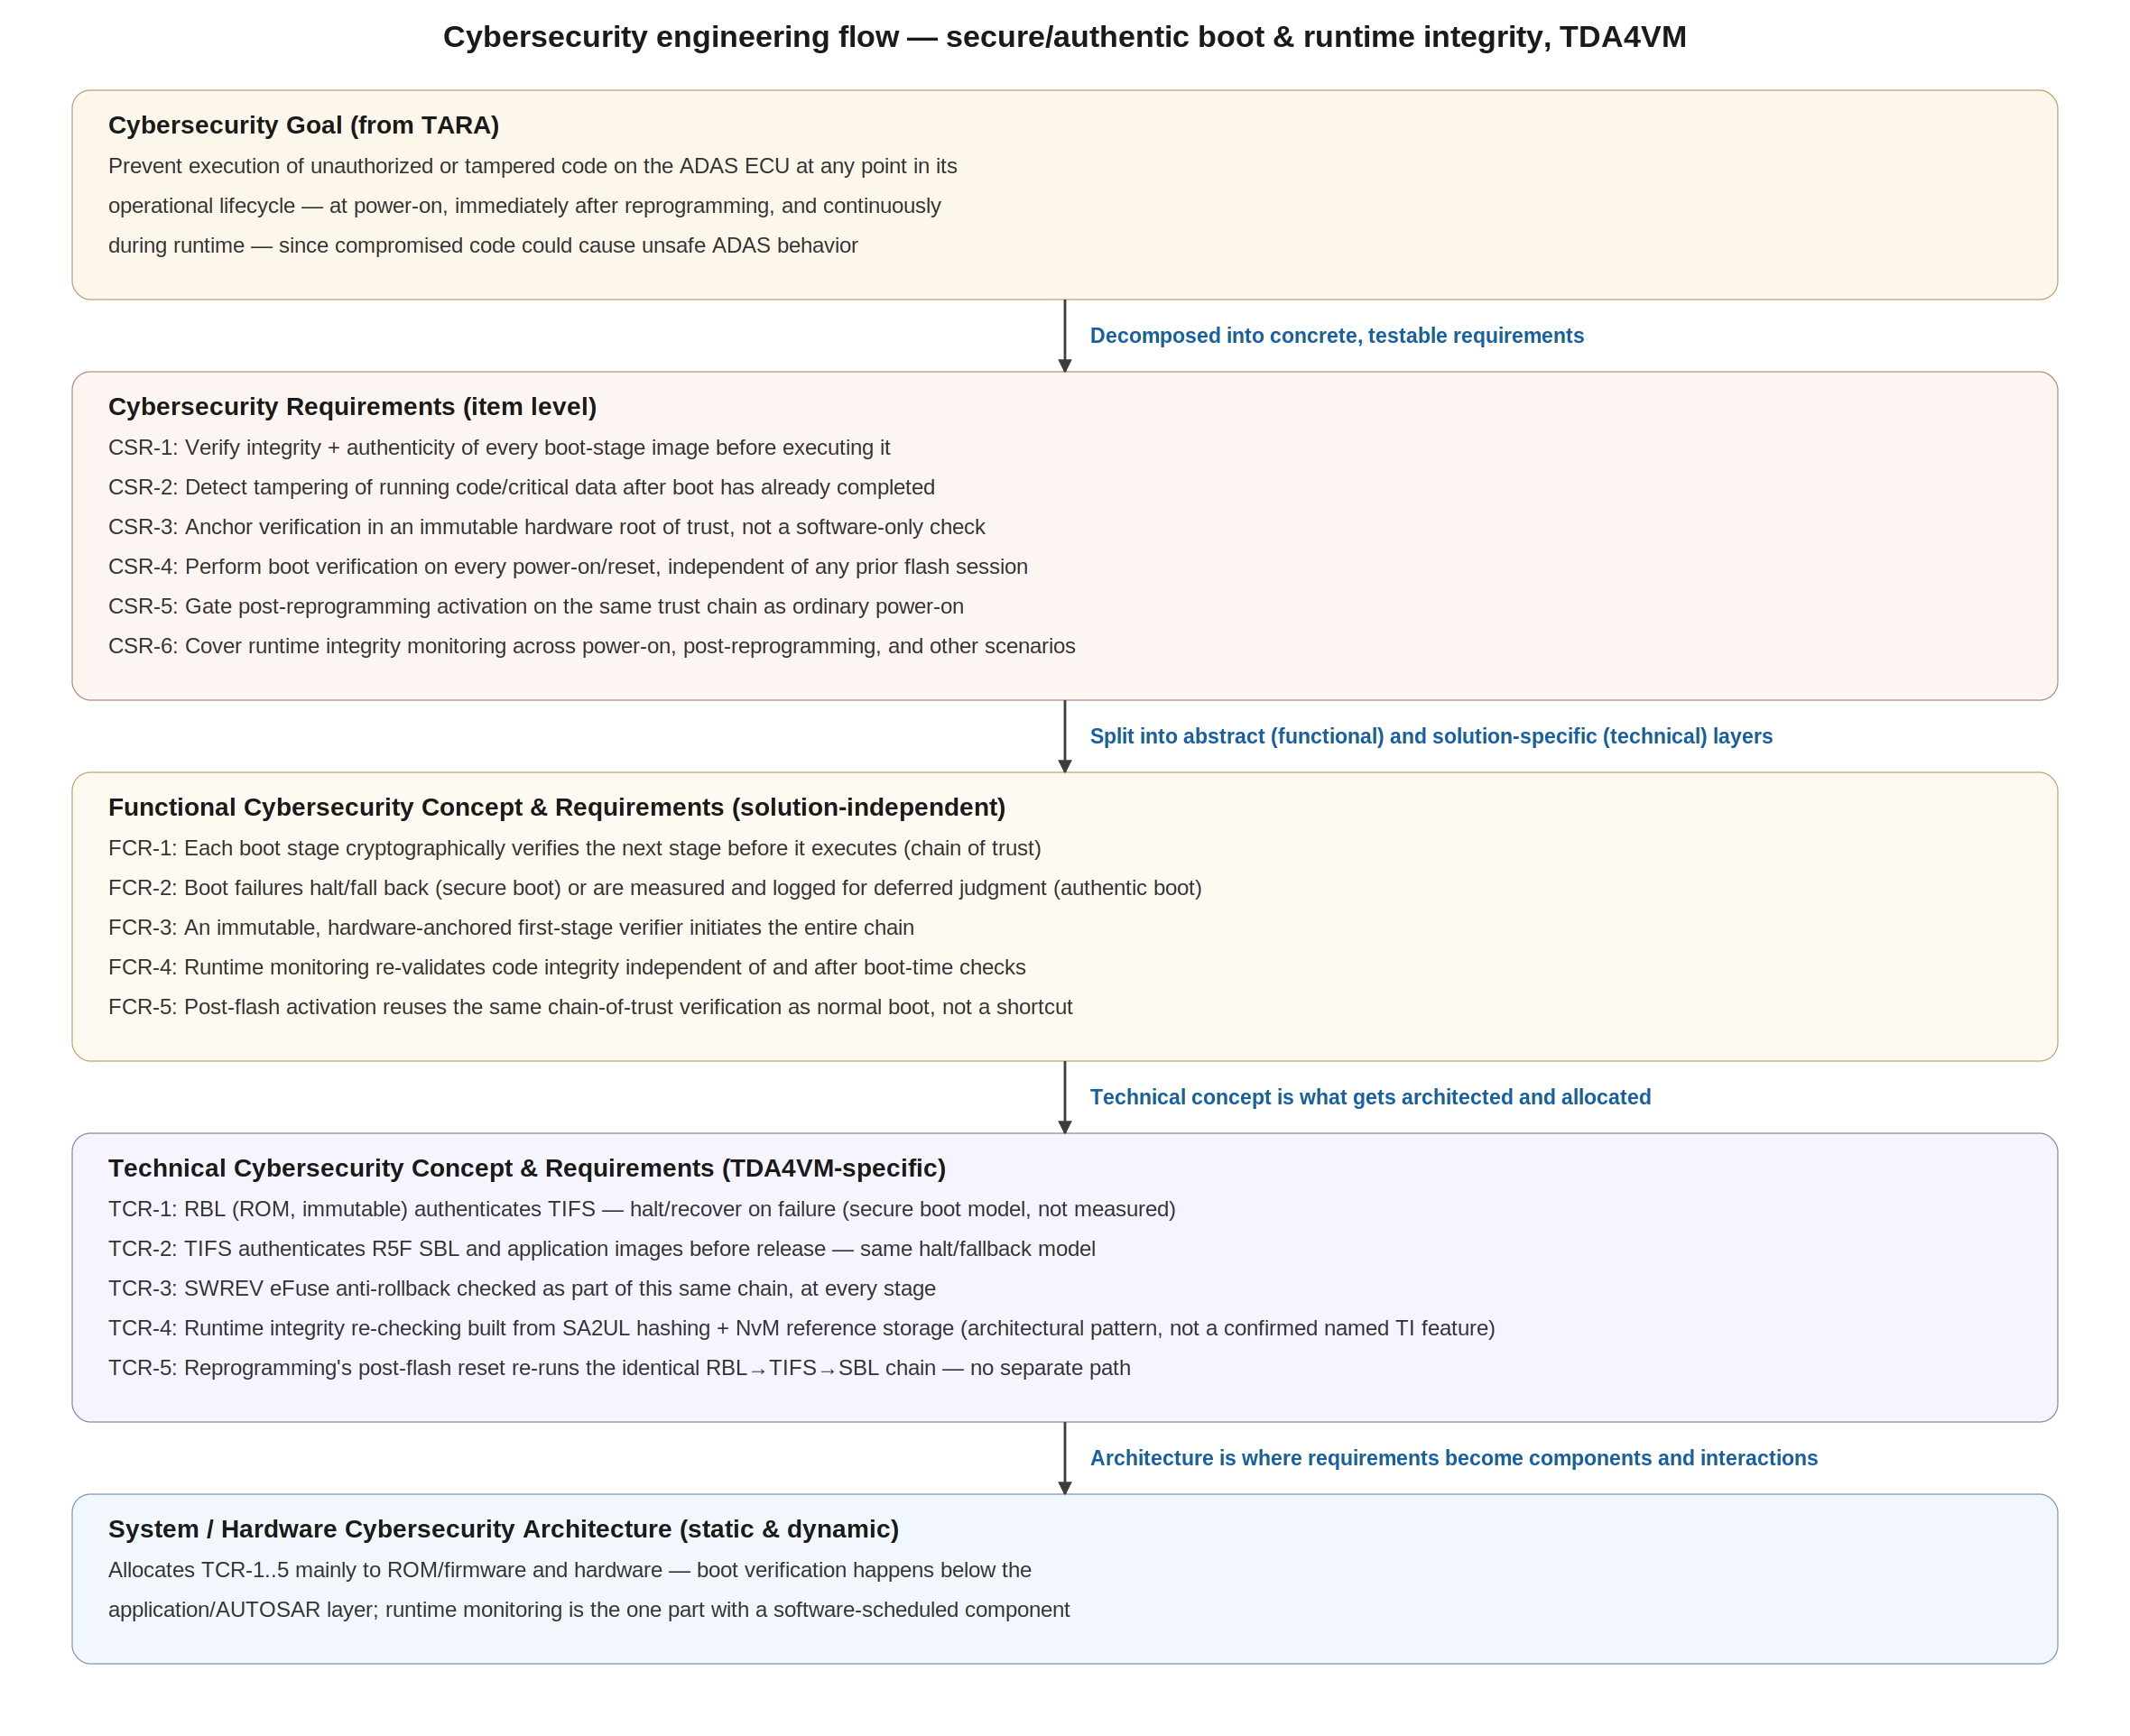 Cybersecurity engineering flow — secure/authentic boot & runtime integrity, TDA4VM
Cybersecurity Goal (from TARA)
Prevent execution of unauthorized or tampered code on the ADAS ECU at any point in its
operational lifecycle — at power-on, immediately after reprogramming, and continuously
during runtime — since compromised code could cause unsafe ADAS behavior
Decomposed into concrete, testable requirements
Cybersecurity Requirements (item level)
CSR-1: Verify integrity + authenticity of every boot-stage image before executing it
CSR-2: Detect tampering of running code/critical data after boot has already completed
CSR-3: Anchor verification in an immutable hardware root of trust, not a software-only check
CSR-4: Perform boot verification on every power-on/reset, independent of any prior flash session
CSR-5: Gate post-reprogramming activation on the same trust chain as ordinary power-on
CSR-6: Cover runtime integrity monitoring across power-on, post-reprogramming, and other scenarios
Split into abstract (functional) and solution-specific (technical) layers
Functional Cybersecurity Concept & Requirements (solution-independent)
FCR-1: Each boot stage cryptographically verifies the next stage before it executes (chain of trust)
FCR-2: Boot failures halt/fall back (secure boot) or are measured and logged for deferred judgment (authentic boot)
FCR-3: An immutable, hardware-anchored first-stage verifier initiates the entire chain
FCR-4: Runtime monitoring re-validates code integrity independent of and after boot-time checks
FCR-5: Post-flash activation reuses the same chain-of-trust verification as normal boot, not a shortcut
Technical concept is what gets architected and allocated
Technical Cybersecurity Concept & Requirements (TDA4VM-specific)
TCR-1: RBL (ROM, immutable) authenticates TIFS — halt/recover on failure (secure boot model, not measured)
TCR-2: TIFS authenticates R5F SBL and application images before release — same halt/fallback model
TCR-3: SWREV eFuse anti-rollback checked as part of this same chain, at every stage
TCR-4: Runtime integrity re-checking built from SA2UL hashing + NvM reference storage (architectural pattern, not a confirmed named TI feature)
TCR-5: Reprogramming's post-flash reset re-runs the identical RBL→TIFS→SBL chain — no separate path
Architecture is where requirements become components and interactions
System / Hardware Cybersecurity Architecture (static & dynamic)
Allocates TCR-1..5 mainly to ROM/firmware and hardware — boot verification happens below the
application/AUTOSAR layer; runtime monitoring is the one part with a software-scheduled component